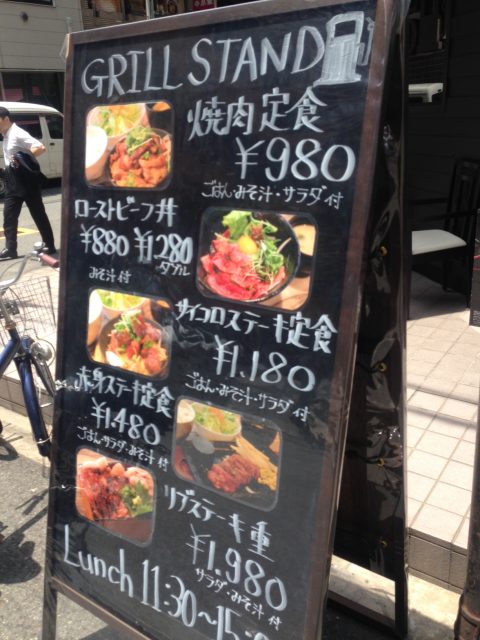 GRILL STAND
焼肉定食
¥980
ごはん・みそ汁・サラダ付
ローストビーフ丼
¥880 ¥1,280
ダブル
みそ汁付
サイコロステーキ定食
¥1,180
ごはん・みそ汁・サラダ付
赤身ステーキ定食
¥1,480
ごはん・サラダ・みそ汁付
リブステーキ重
¥1,980
サラダ・みそ汁付
Lunch 11:30〜15: